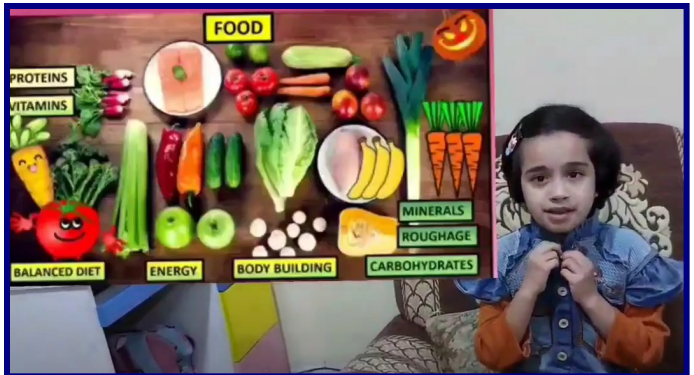 FOOD
PROTEINS
VITAMINS
MINERALS
ROUGHAGE
BALANCED DIET
ENERGY
BODY BUILDING
CARBOHYDRATES